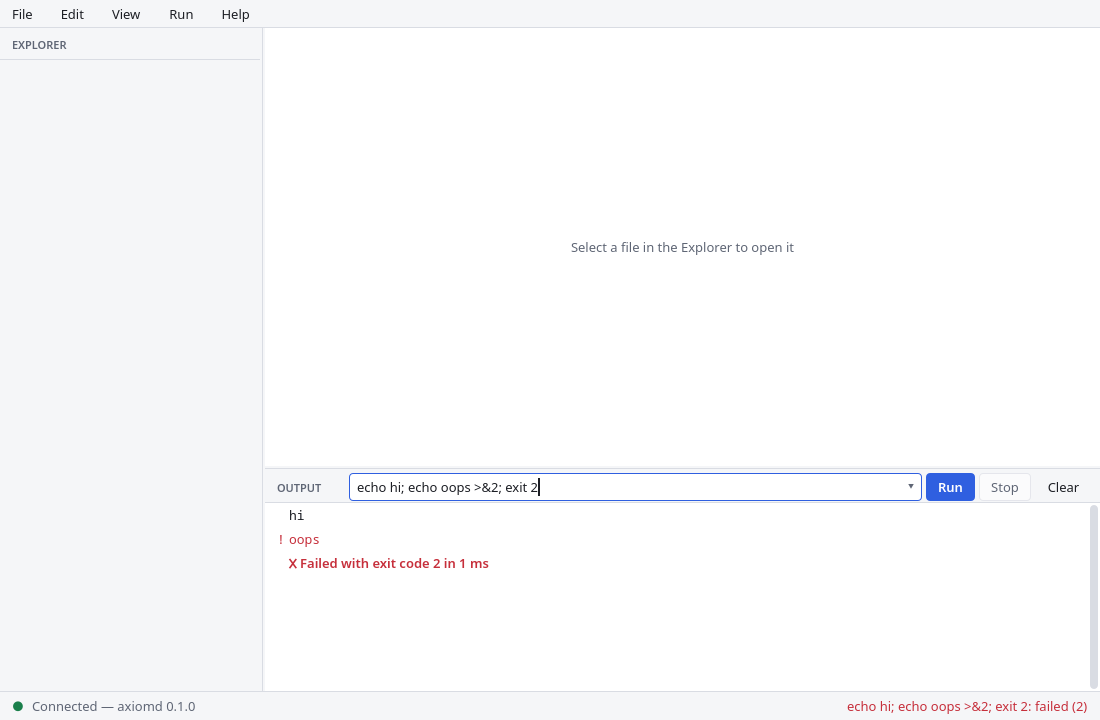 File Edit View Run Help
EXPLORER
Select a file in the Explorer to open it
OUTPUT echo hi; echo oops >&2; exit 2 Run Stop Clear
hi
! oops
X Failed with exit code 2 in 1 ms
Connected — axiomd 0.1.0 echo hi; echo oops >&2; exit 2: failed (2)